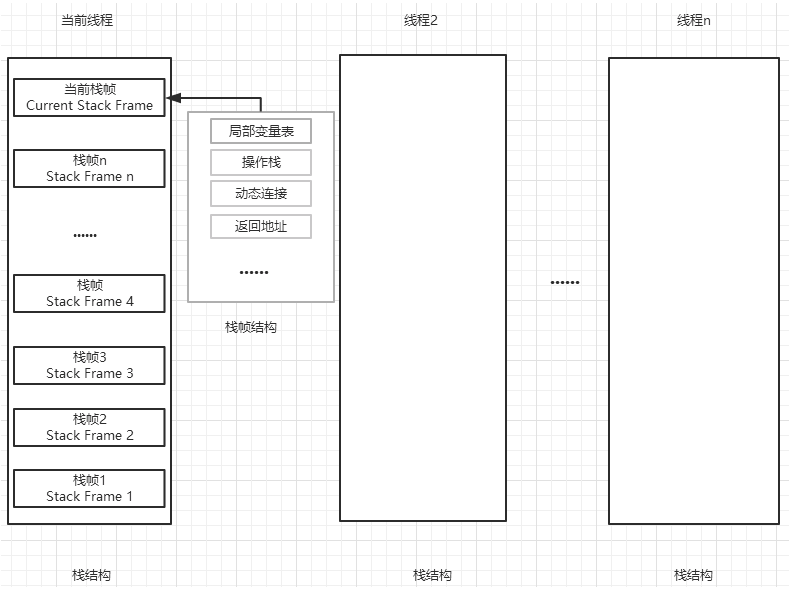 当前线程
线程2
线程n
当前栈帧
Current Stack Frame
栈帧n
Stack Frame n
......
栈帧
Stack Frame 4
栈帧3
Stack Frame 3
栈帧2
Stack Frame 2
栈帧1
Stack Frame 1
局部变量表
操作栈
动态连接
返回地址
......
栈帧结构
......
栈结构
栈结构
栈结构